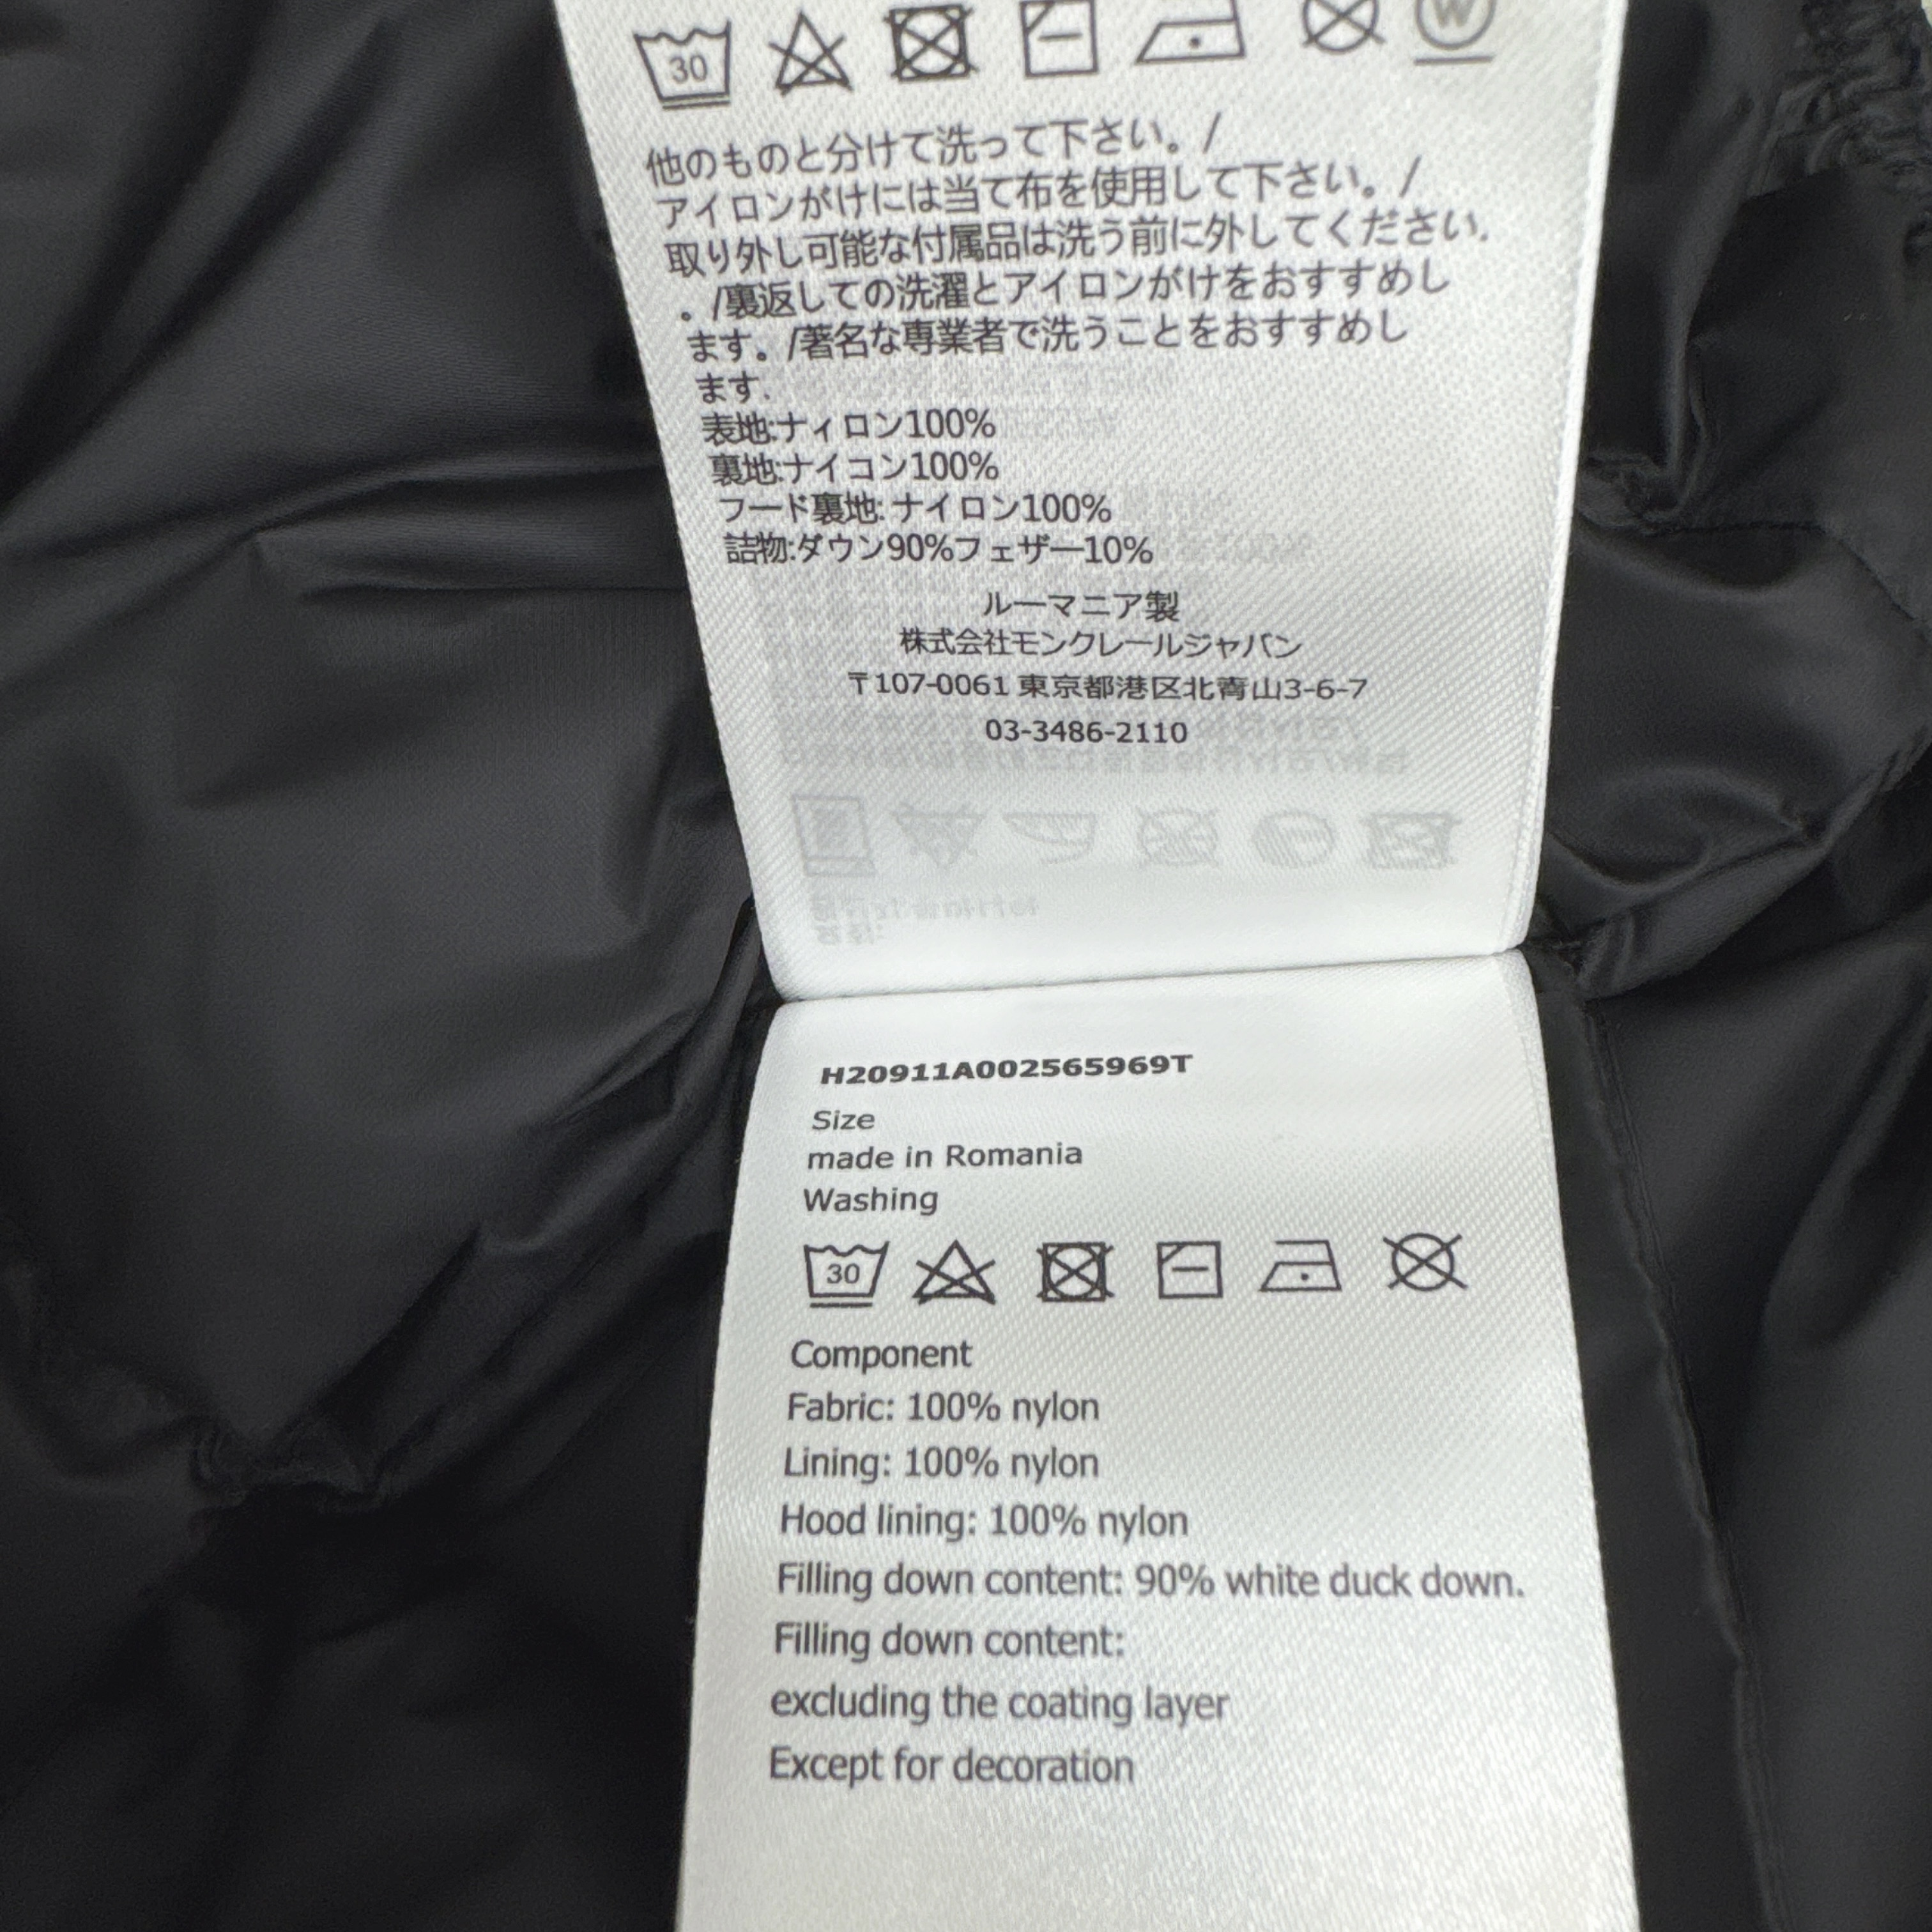 30
W
他のものと分けて洗って下さい。/
アイロンがけには当て布を使用して下さい。/
取り外し可能な付属品は洗う前に外してください.
。/裏返しての洗濯とアイロンがけをおすすめし
ます。/著名な専業者で洗うことをおすすめし
ます.
表地:ナィロン100%
裏地:ナイコン100%
フード裏地: ナイロン100%
詰物:ダウン90%フェザー10%
ルーマニア製
株式会社モンクレールジャパン
〒107-0061 東京都港区北青山3-6-7
03-3486-2110
H20911A002565969T
Size
made in Romania
Washing
30
Component
Fabric: 100% nylon
Lining: 100% nylon
Hood lining: 100% nylon
Filling down content: 90% white duck down.
Filling down content:
excluding the coating layer
Except for decoration